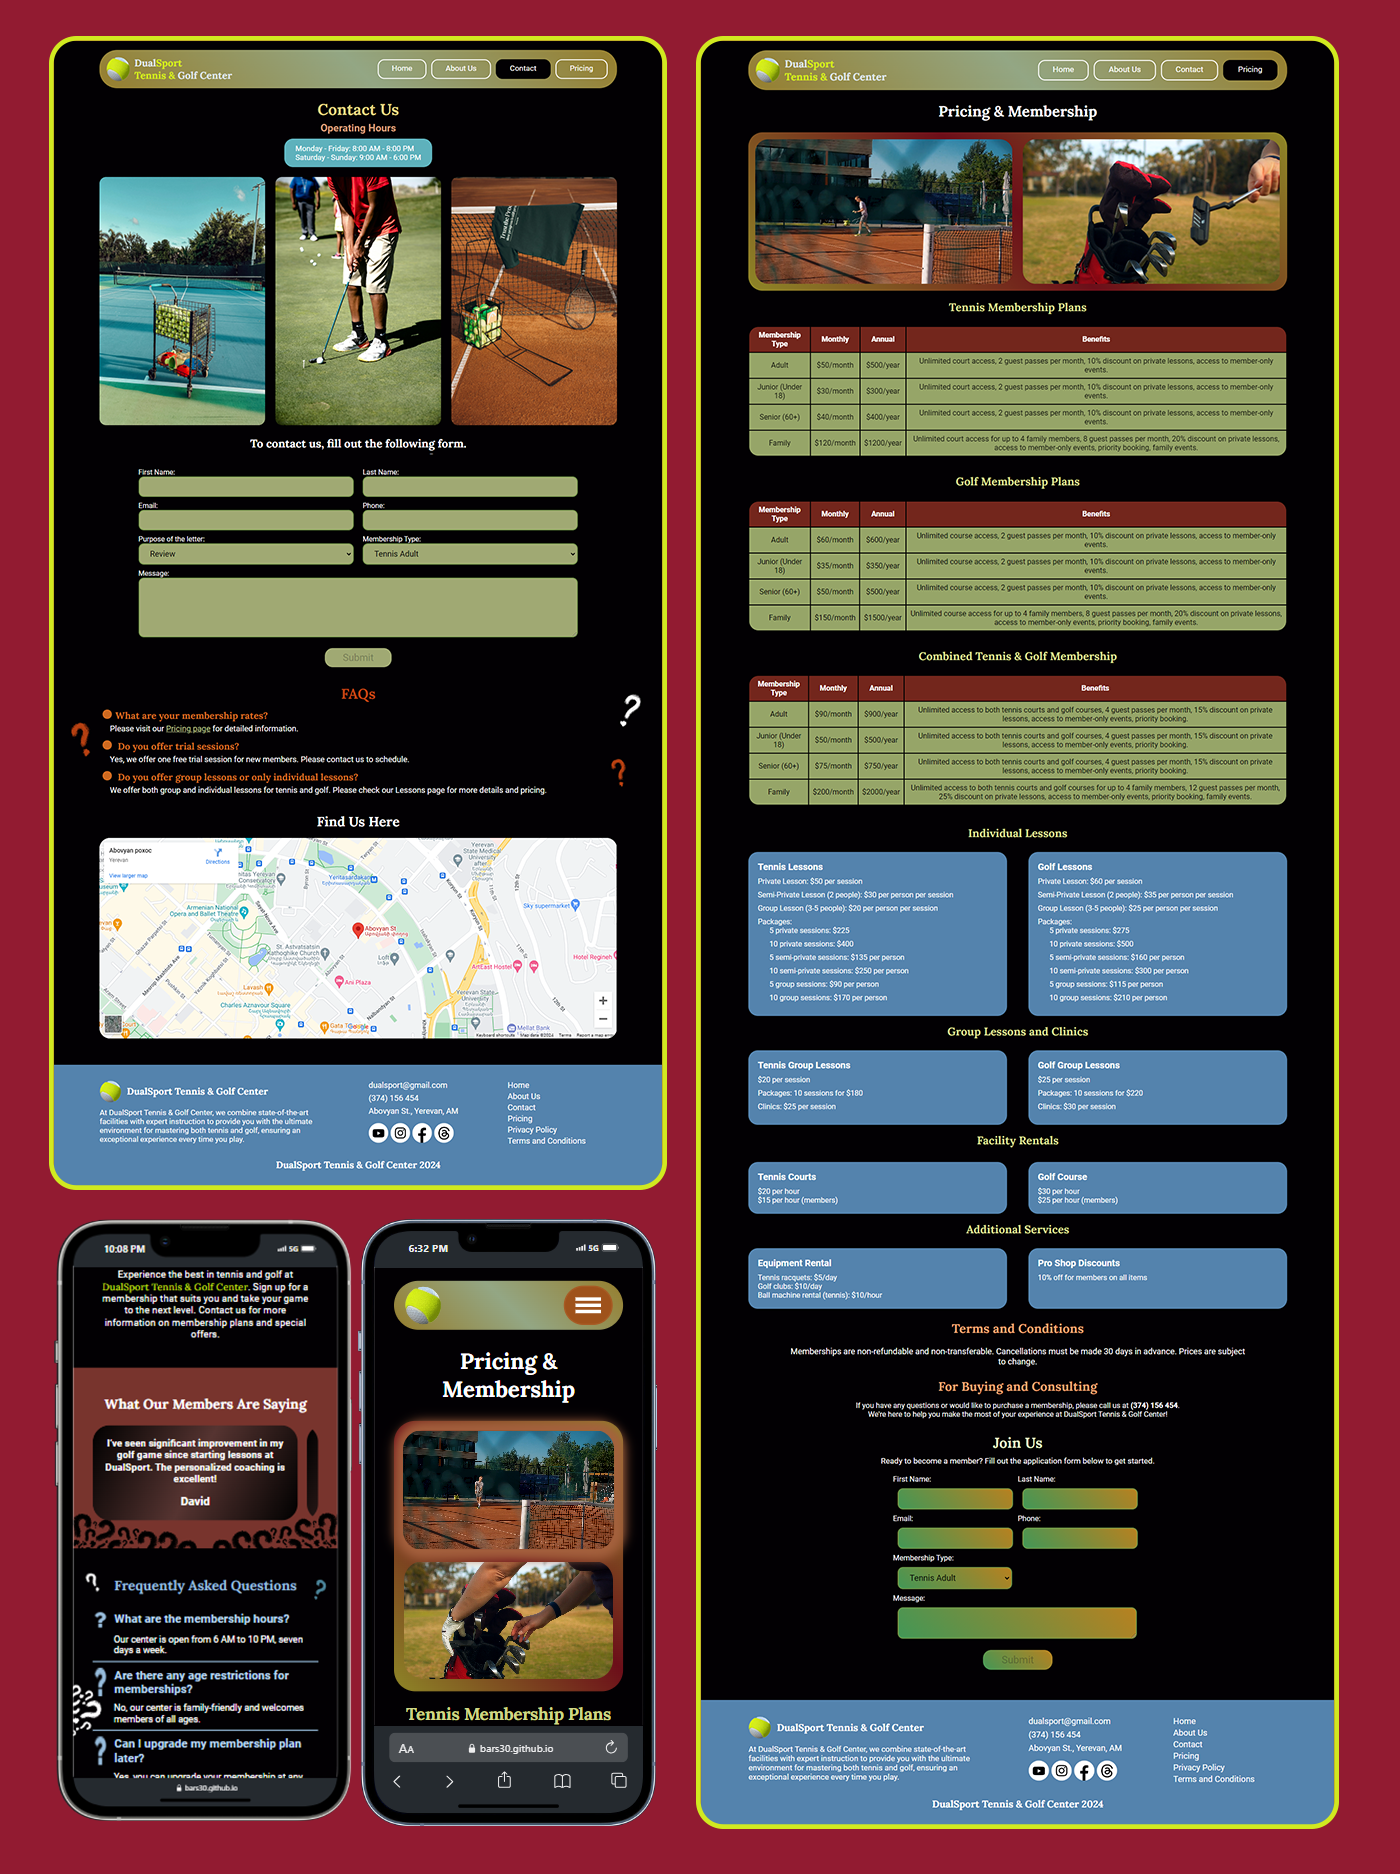 DualSport
Tennis & Golf Center
Home
About Us
Contact
Pricing
Contact Us
Operating Hours
Monday - Friday: 8:00 AM - 8:00 PM
Saturday - Sunday: 9:00 AM - 6:00 PM
To contact us, fill out the following form.
First Name:
Last Name:
Email:
Phone:
Purpose of the letter:
Membership Type:
Review
Tennis Adult
Message:
Submit
FAQs
What are your membership rates?
Please visit our Pricing page for detailed information.
Do you offer trial sessions?
Yes, we offer one free trial session for new members. Please contact us to schedule.
Do you offer group lessons or only individual lessons?
We offer both group and individual lessons for tennis and golf. Please check our Lessons page for more details and pricing.
Find Us Here
Abovyan poxoc
Yerevan
Directions
View larger map
Yerevan
State Medical
University
Yeritasardakan
Armenian National
Opera and Ballet Theatre
Sky supermarket
Abovyan St
St. Astvatsatsin
Kathoghike Church
Loft
Ani Plaza
ArtEast Hostel
Hotel Regineh
Lavash
Charles Aznavour Square
Yerevan State
University
Mellat Bank
Keyboard shortcuts
Map data ©2024
Terms
Report a map error
DualSport Tennis & Golf Center
At DualSport Tennis & Golf Center, we combine state-of-the-art
facilities with expert instruction to provide you with the ultimate
environment for mastering both tennis and golf, ensuring an
exceptional experience every time you play.
dualsport@gmail.com
(374) 156 454
Abovyan St., Yerevan, AM
Home
About Us
Contact
Pricing
Privacy Policy
Terms and Conditions
DualSport Tennis & Golf Center 2024
DualSport
Tennis & Golf Center
Home
About Us
Contact
Pricing
Pricing & Membership
Tennis Membership Plans
Membership Type Monthly Annual Benefits
Adult $50/month $500/year Unlimited court access, 2 guest passes per month, 10% discount on private lessons, access to member-only events.
Junior (Under 18) $30/month $300/year Unlimited court access, 2 guest passes per month, 10% discount on private lessons, access to member-only events.
Senior (60+) $40/month $400/year Unlimited court access, 2 guest passes per month, 10% discount on private lessons, access to member-only events.
Family $120/month $1200/year Unlimited court access for up to 4 family members, 8 guest passes per month, 20% discount on private lessons, access to member-only events, priority booking, family events.
Golf Membership Plans
Membership Type Monthly Annual Benefits
Adult $60/month $600/year Unlimited course access, 2 guest passes per month, 10% discount on private lessons, access to member-only events.
Junior (Under 18) $35/month $350/year Unlimited course access, 2 guest passes per month, 10% discount on private lessons, access to member-only events.
Senior (60+) $50/month $500/year Unlimited course access, 2 guest passes per month, 10% discount on private lessons, access to member-only events.
Family $150/month $1500/year Unlimited course access for up to 4 family members, 8 guest passes per month, 20% discount on private lessons, access to member-only events, priority booking, family events.
Combined Tennis & Golf Membership
Membership Type Monthly Annual Benefits
Adult $90/month $900/year Unlimited access to both tennis courts and golf courses, 4 guest passes per month, 15% discount on private lessons, access to member-only events, priority booking.
Junior (Under 18) $50/month $500/year Unlimited access to both tennis courts and golf courses, 4 guest passes per month, 15% discount on private lessons, access to member-only events, priority booking.
Senior (60+) $75/month $750/year Unlimited access to both tennis courts and golf courses, 4 guest passes per month, 15% discount on private lessons, access to member-only events, priority booking.
Family $200/month $2000/year Unlimited access to both tennis courts and golf courses for up to 4 family members, 12 guest passes per month, 25% discount on private lessons, access to member-only events, priority booking, family events.
Individual Lessons
Tennis Lessons
Private Lesson: $50 per session
Semi-Private Lesson (2 people): $30 per person per session
Group Lesson (3-5 people): $20 per person per session
Packages:
5 private sessions: $225
10 private sessions: $400
5 semi-private sessions: $135 per person
10 semi-private sessions: $250 per person
5 group sessions: $90 per person
10 group sessions: $170 per person
Golf Lessons
Private Lesson: $60 per session
Semi-Private Lesson (2 people): $35 per person per session
Group Lesson (3-5 people): $25 per person per session
Packages:
5 private sessions: $275
10 private sessions: $500
5 semi-private sessions: $160 per person
10 semi-private sessions: $300 per person
5 group sessions: $115 per person
10 group sessions: $210 per person
Group Lessons and Clinics
Tennis Group Lessons
$20 per session
Packages: 10 sessions for $180
Clinics: $25 per session
Golf Group Lessons
$25 per session
Packages: 10 sessions for $220
Clinics: $30 per session
Facility Rentals
Tennis Courts
$20 per hour
$15 per hour (members)
Golf Course
$30 per hour
$25 per hour (members)
Additional Services
Equipment Rental
Tennis racquets: $5/day
Golf clubs: $10/day
Ball machine rental (tennis): $10/hour
Pro Shop Discounts
10% off for members on all items
Terms and Conditions
Memberships are non-refundable and non-transferable. Cancellations must be made 30 days in advance. Prices are subject
to change.
For Buying and Consulting
If you have any questions or would like to purchase a membership, please call us at (374) 156 454.
We're here to help you make the most of your experience at DualSport Tennis & Golf Center!
Join Us
Ready to become a member? Fill out the application form below to get started.
First Name:
Last Name:
Email:
Phone:
Membership Type:
Tennis Adult
Message:
Submit
DualSport Tennis & Golf Center
At DualSport Tennis & Golf Center, we combine state-of-the-art
facilities with expert instruction to provide you with the ultimate
environment for mastering both tennis and golf, ensuring an
exceptional experience every time you play.
dualsport@gmail.com
(374) 156 454
Abovyan St., Yerevan, AM
Home
About Us
Contact
Pricing
Privacy Policy
Terms and Conditions
DualSport Tennis & Golf Center 2024
10:08 PM
5G
Experience the best in tennis and golf at
DualSport Tennis & Golf Center. Sign up for a
membership that suits you and take your game
to the next level. Contact us for more
information on membership plans and special
offers.
What Our Members Are Saying
I've seen significant improvement in my
golf game since starting lessons at
DualSport. The personalized coaching is
excellent!
David
Frequently Asked Questions
What are the membership hours?
Our center is open from 6 AM to 10 PM, seven
days a week.
Are there any age restrictions for
memberships?
No, our center is family-friendly and welcomes
members of all ages.
Can I upgrade my membership plan
later?
Yes, you can upgrade your membership at any
bars30.github.io
6:32 PM
5G
Pricing &
Membership
Tennis Membership Plans
AA
bars30.github.io